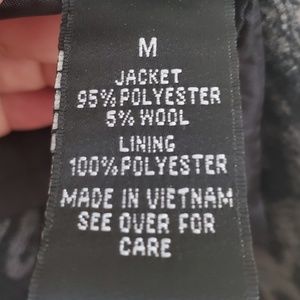 M
JACKET
95% POLYESTER
5% WOOL
LINING
100% POLYESTER
MADE IN VIETNAM
SEE OVER FOR
CARE